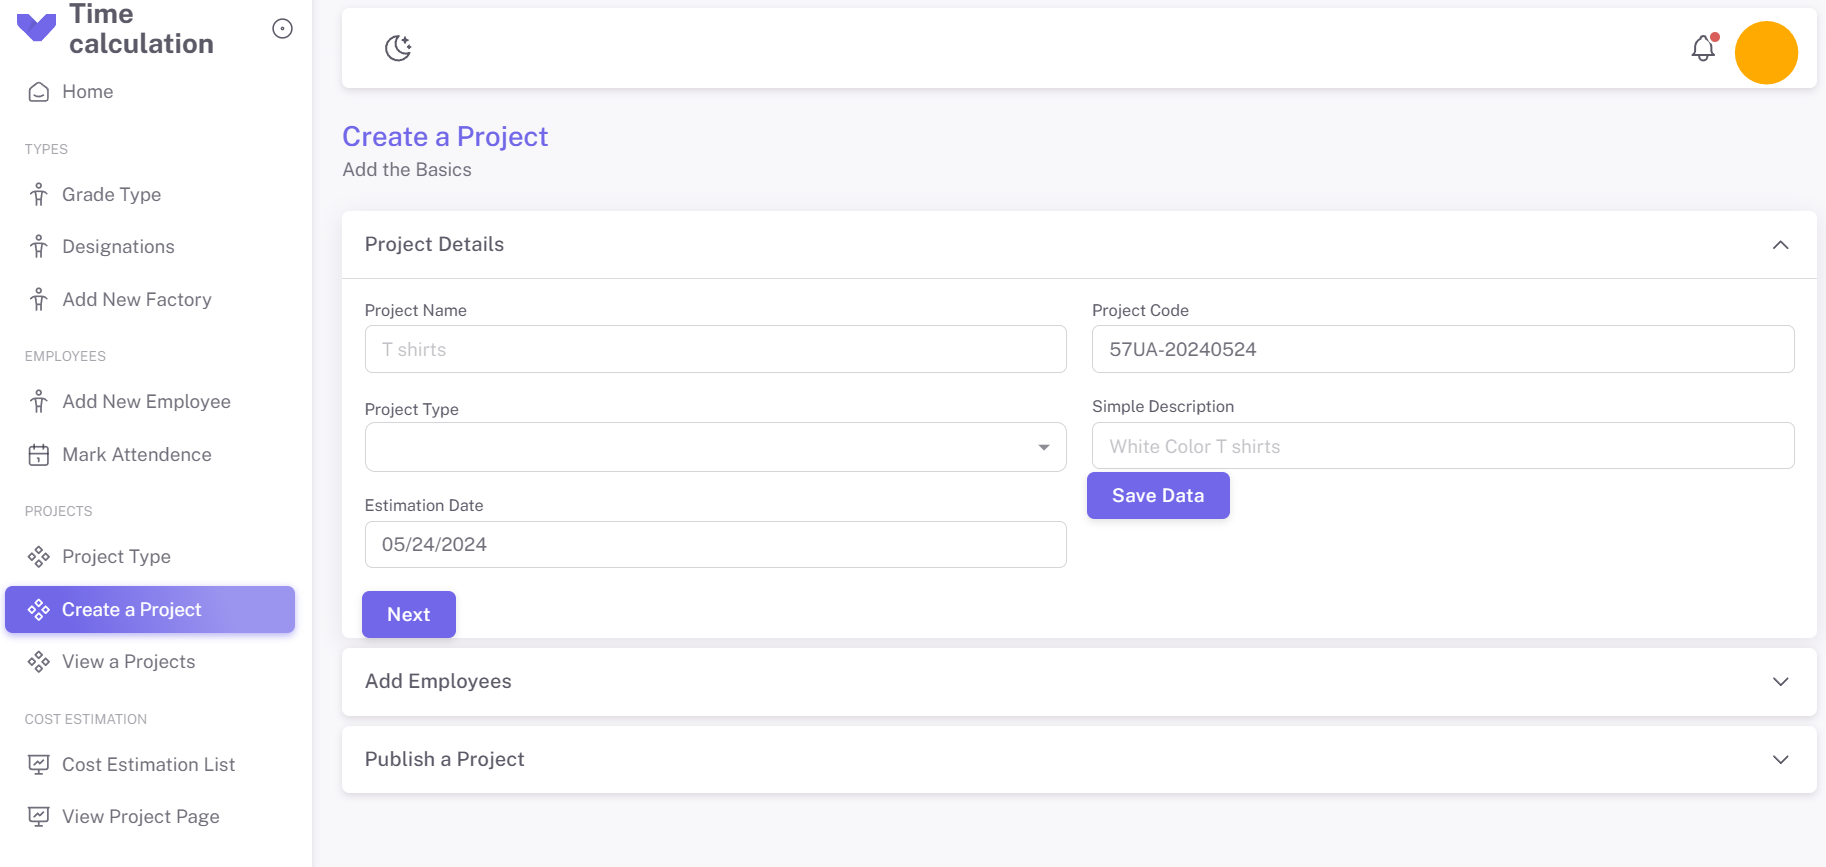 Time
calculation
Home
TYPES
Grade Type
Designations
Add New Factory
EMPLOYEES
Add New Employee
Mark Attendence
PROJECTS
Project Type
Create a Project
View a Projects
COST ESTIMATION
Cost Estimation List
View Project Page
Create a Project
Add the Basics
Project Details
Project Name
T shirts
Project Code
57UA-20240524
Project Type
Simple Description
White Color T shirts
Save Data
Estimation Date
05/24/2024
Next
Add Employees
Publish a Project